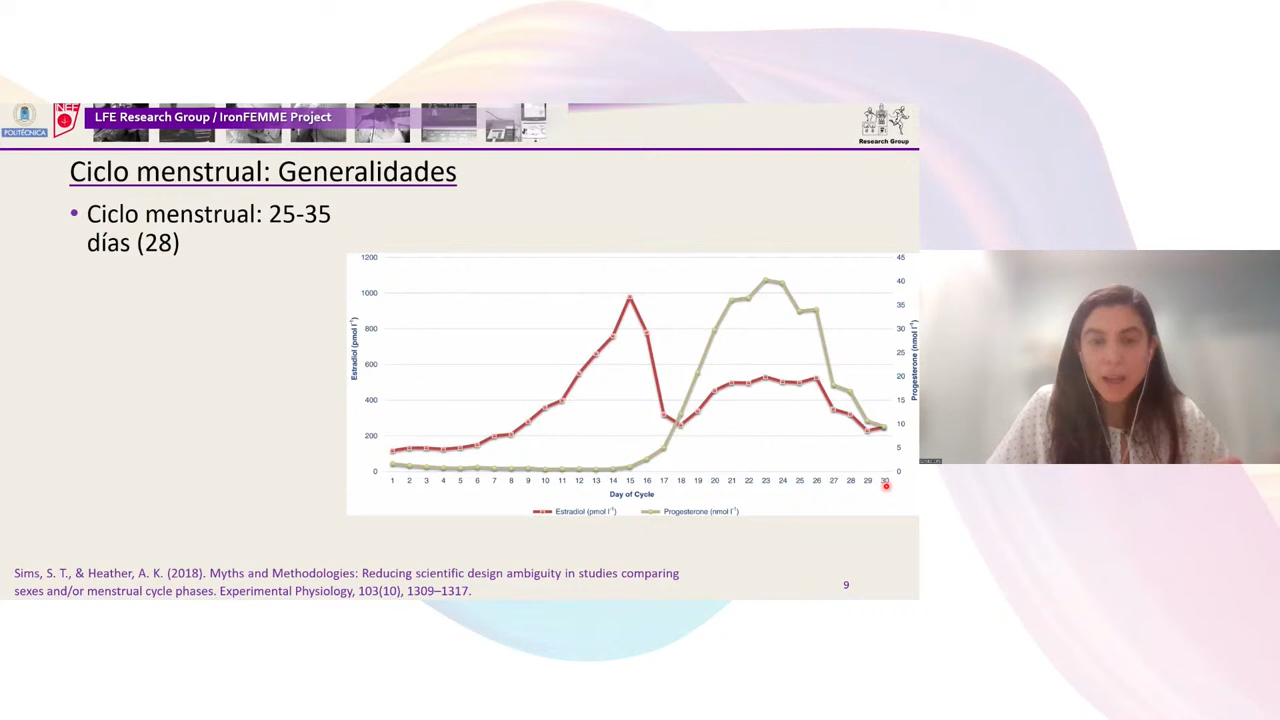 POLITÉCNICA
INEF
LFE Research Group / IronFEMME Project
Research Group
Ciclo menstrual: Generalidades
• Ciclo menstrual: 25-35
días (28)
1200
1000
800
600
400
200
0
Estradiol (pmol l⁻¹)
45
40
35
30
25
20
15
10
5
0
Progesterone (nmol l⁻¹)
1 2 3 4 5 6 7 8 9 10 11 12 13 14 15 16 17 18 19 20 21 22 23 24 25 26 27 28 29 30
Day of Cycle
Estradiol (pmol l⁻¹) Progesterone (nmol l⁻¹)
Sims, S. T., & Heather, A. K. (2018). Myths and Methodologies: Reducing scientific design ambiguity in studies comparing
sexes and/or menstrual cycle phases. Experimental Physiology, 103(10), 1309–1317.
9